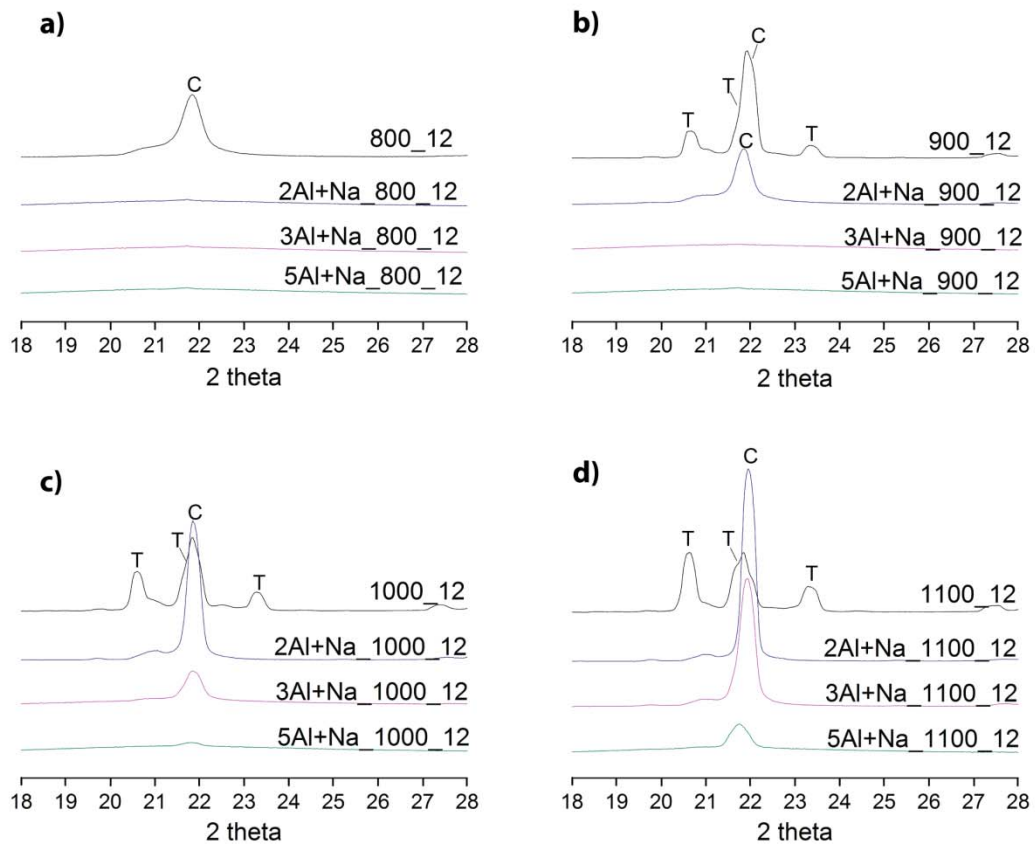 a)
C
800_12
2Al+Na_800_12
3Al+Na_800_12
5Al+Na_800_12
18 19 20 21 22 23 24 25 26 27 28
2 theta
b)
C
T
T
T
C
900_12
2Al+Na_900_12
3Al+Na_900_12
5Al+Na_900_12
18 19 20 21 22 23 24 25 26 27 28
2 theta
c)
C
T
T
T
1000_12
2Al+Na_1000_12
3Al+Na_1000_12
5Al+Na_1000_12
18 19 20 21 22 23 24 25 26 27 28
2 theta
d)
C
T
T
T
1100_12
2Al+Na_1100_12
3Al+Na_1100_12
5Al+Na_1100_12
18 19 20 21 22 23 24 25 26 27 28
2 theta